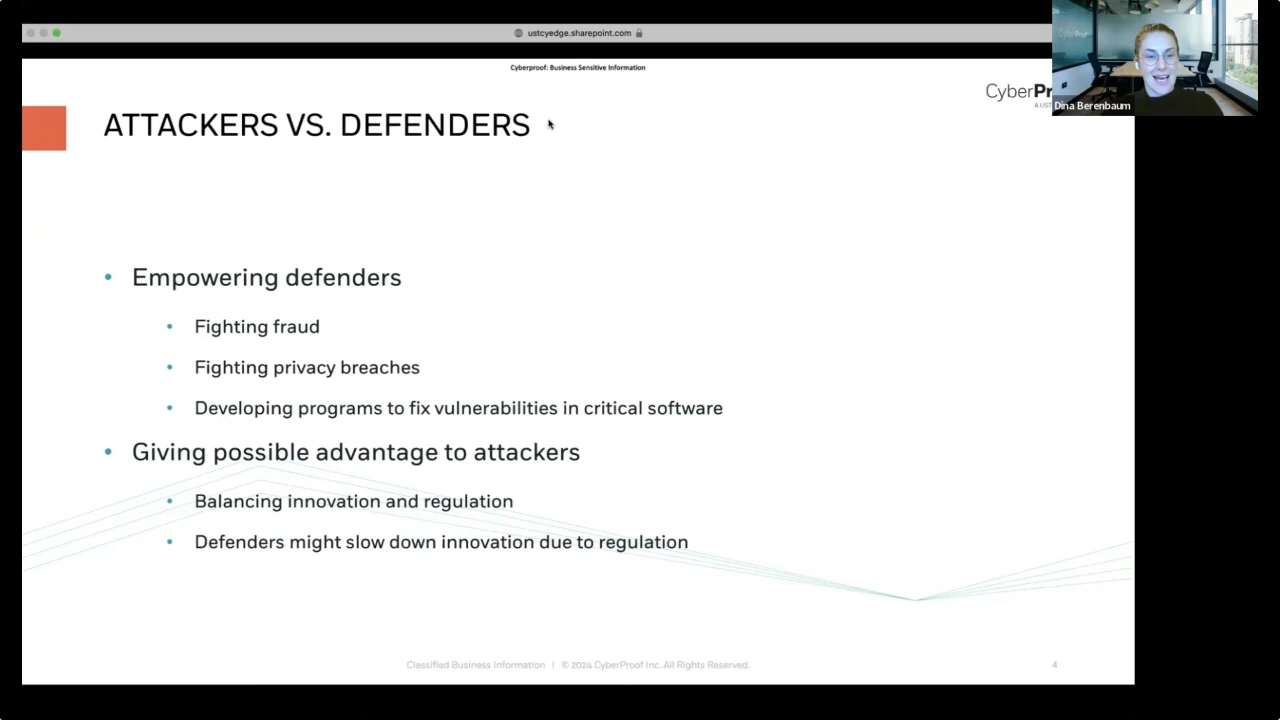 ustcyedge.sharepoint.com
Cyberproof: Business Sensitive Information
CyberPr
A UST
Dina Berenbaum
ATTACKERS VS. DEFENDERS
• Empowering defenders
• Fighting fraud
• Fighting privacy breaches
• Developing programs to fix vulnerabilities in critical software
• Giving possible advantage to attackers
• Balancing innovation and regulation
• Defenders might slow down innovation due to regulation
Classified Business Information | © 2024 CyberProof Inc. All Rights Reserved.
4